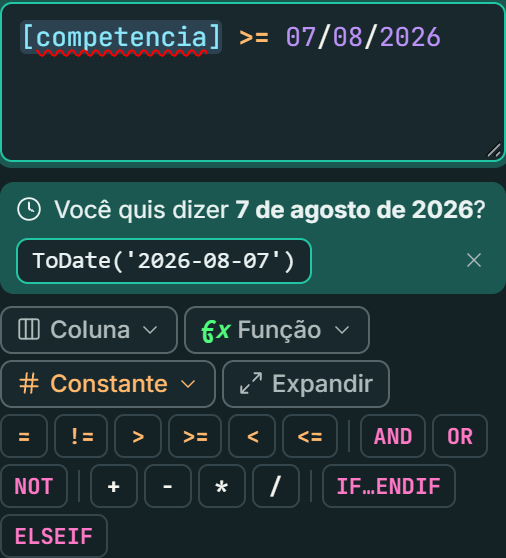 [competencia] >= 07/08/2026
Você quis dizer 7 de agosto de 2026?
ToDate('2026-08-07')
Coluna
ƒx Função
# Constante
Expandir
= != > >= < <= AND OR
NOT + - * / IF…ENDIF
ELSEIF